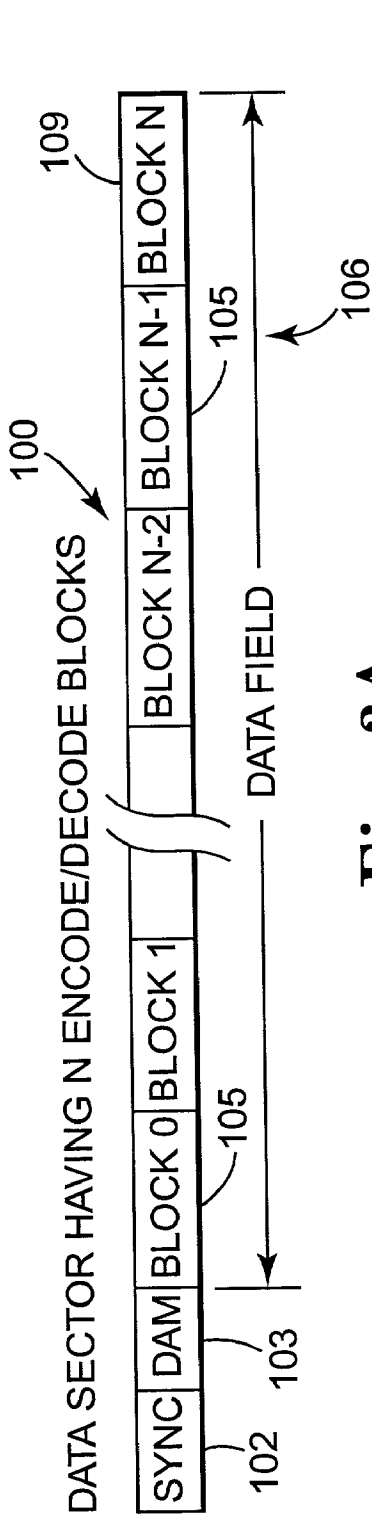 DATA SECTOR HAVING N ENCODE/DECODE BLOCKS
100
109
SYNC DAM BLOCK 0 BLOCK 1 BLOCK N-2 BLOCK N-1 BLOCK N
102
103
105
105
DATA FIELD
106